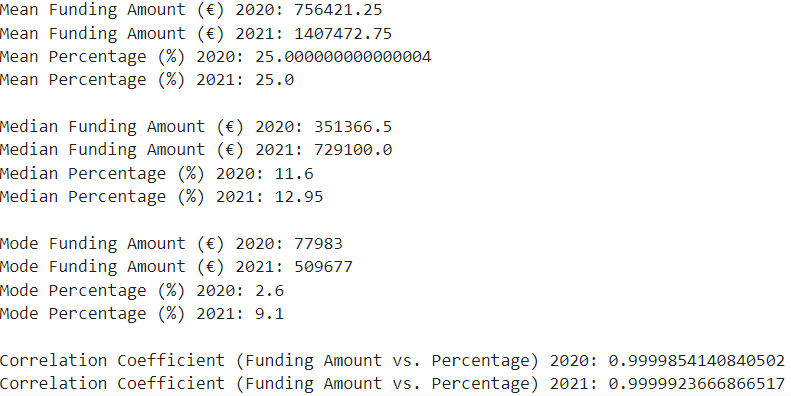 Mean Funding Amount (€) 2020: 756421.25
Mean Funding Amount (€) 2021: 1407472.75
Mean Percentage (%) 2020: 25.000000000000004
Mean Percentage (%) 2021: 25.0
Median Funding Amount (€) 2020: 351366.5
Median Funding Amount (€) 2021: 729100.0
Median Percentage (%) 2020: 11.6
Median Percentage (%) 2021: 12.95
Mode Funding Amount (€) 2020: 77983
Mode Funding Amount (€) 2021: 509677
Mode Percentage (%) 2020: 2.6
Mode Percentage (%) 2021: 9.1
Correlation Coefficient (Funding Amount vs. Percentage) 2020: 0.9999854140840502
Correlation Coefficient (Funding Amount vs. Percentage) 2021: 0.9999923666866517